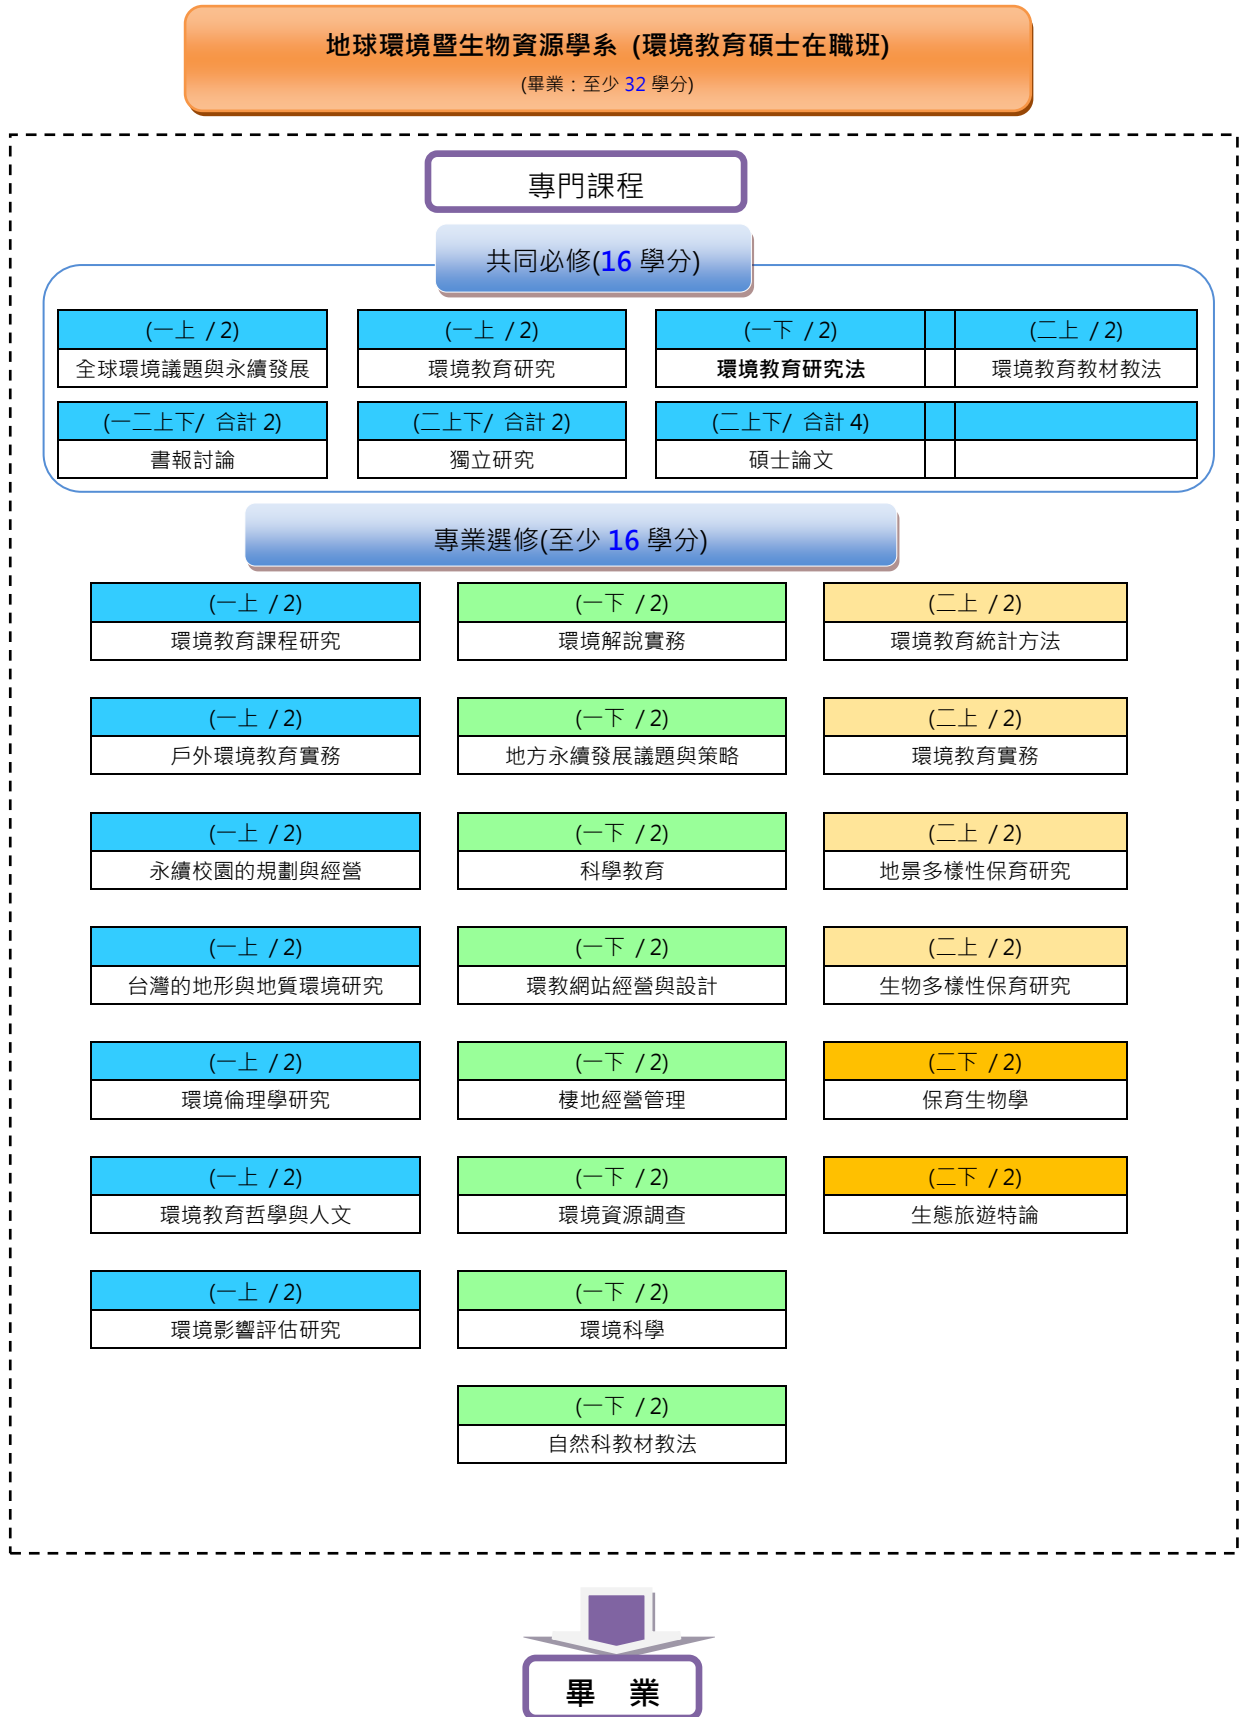 地球環境暨生物資源學系 (環境教育碩士在職班)
(畢業：至少 32 學分)
專門課程
共同必修(16 學分)
(一上 / 2) (一上 / 2) (一下 / 2) (二上 / 2)
全球環境議題與永續發展 環境教育研究 環境教育研究法 環境教育教材教法
(一二上下/ 合計 2) (二上下/ 合計 2) (二上下/ 合計 4)
書報討論 獨立研究 碩士論文
專業選修(至少 16 學分)
(一上 / 2) (一下 / 2) (二上 / 2)
環境教育課程研究 環境解說實務 環境教育統計方法
(一上 / 2) (一下 / 2) (二上 / 2)
戶外環境教育實務 地方永續發展議題與策略 環境教育實務
(一上 / 2) (一下 / 2) (二上 / 2)
永續校園的規劃與經營 科學教育 地景多樣性保育研究
(一上 / 2) (一下 / 2) (二上 / 2)
台灣的地形與地質環境研究 環教網站經營與設計 生物多樣性保育研究
(一上 / 2) (一下 / 2) (二下 / 2)
環境倫理學研究 棲地經營管理 保育生物學
(一上 / 2) (一下 / 2) (二下 / 2)
環境教育哲學與人文 環境資源調查 生態旅遊特論
(一上 / 2) (一下 / 2)
環境影響評估研究 環境科學
(一下 / 2)
自然科教材教法
畢 業